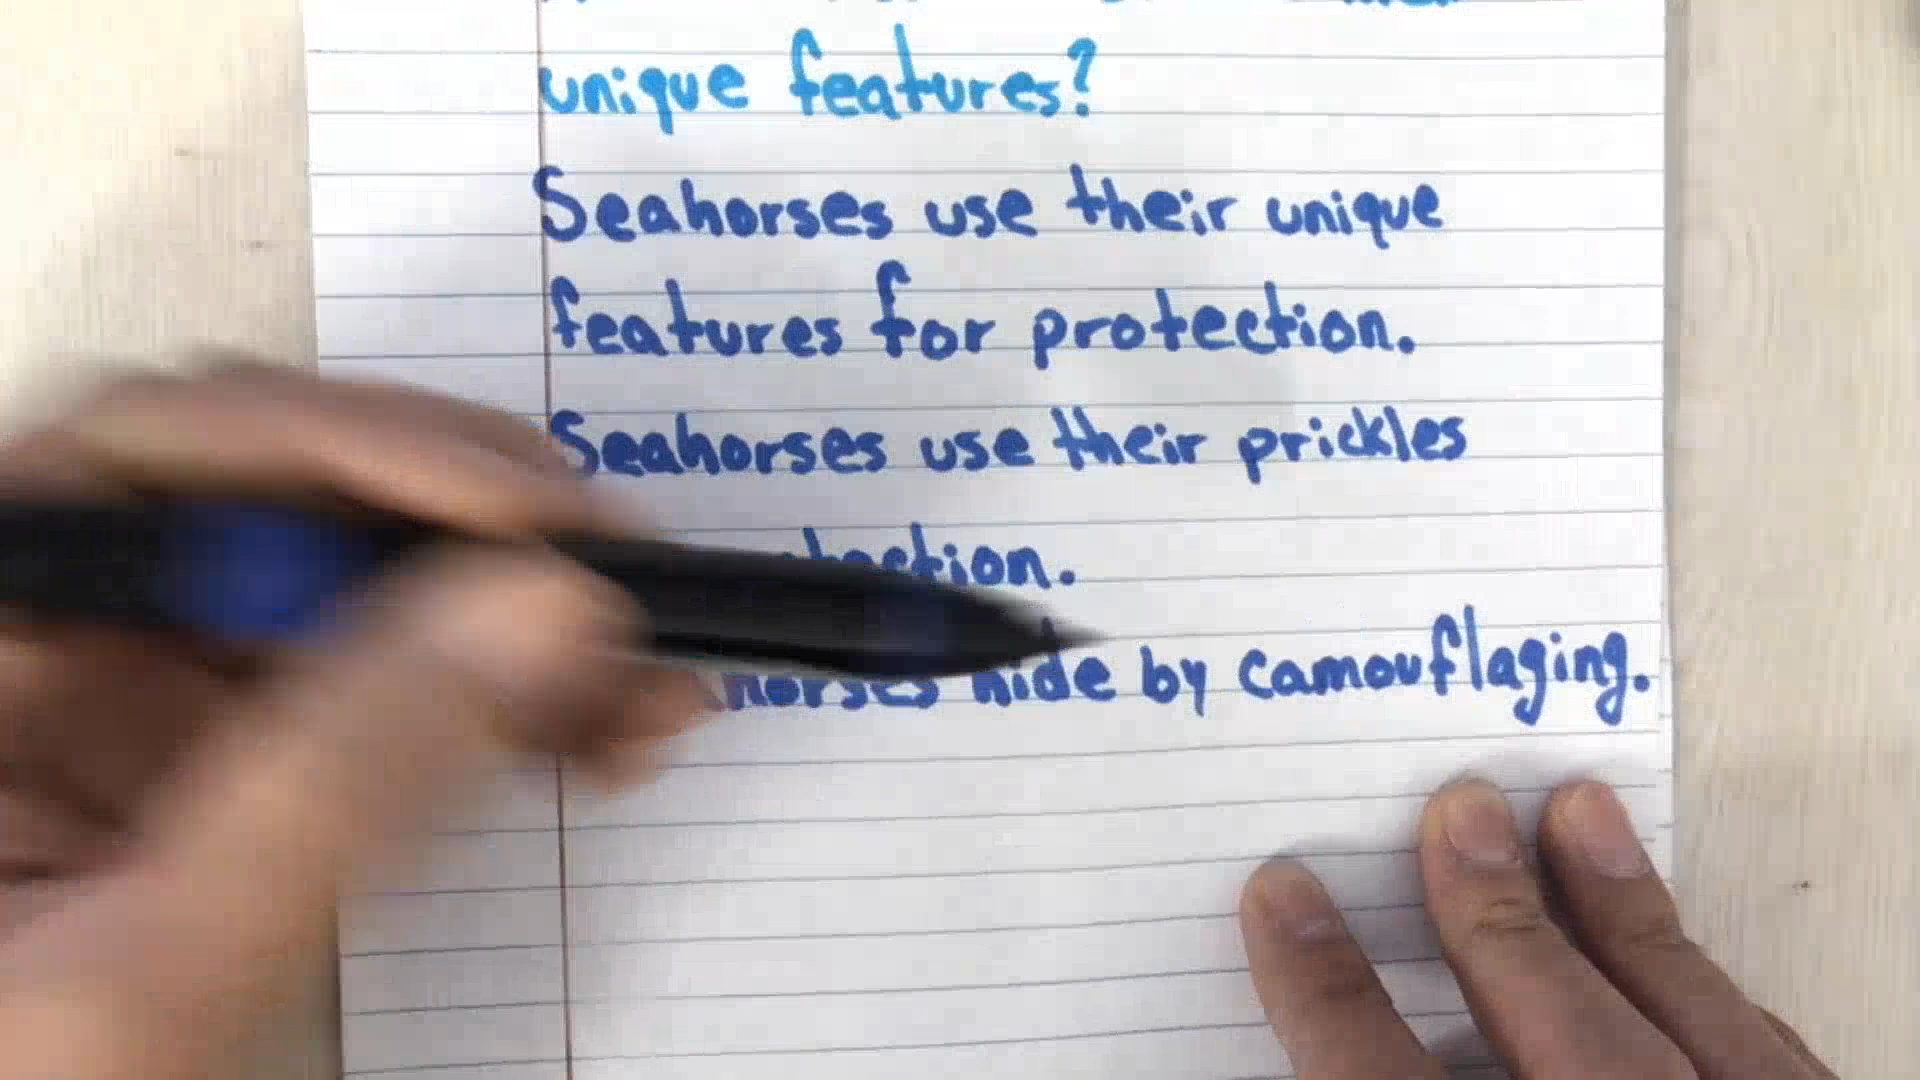 unique features?
Seahorses use their unique
features for protection.
Seahorses use their prickles
hide by camouflaging.